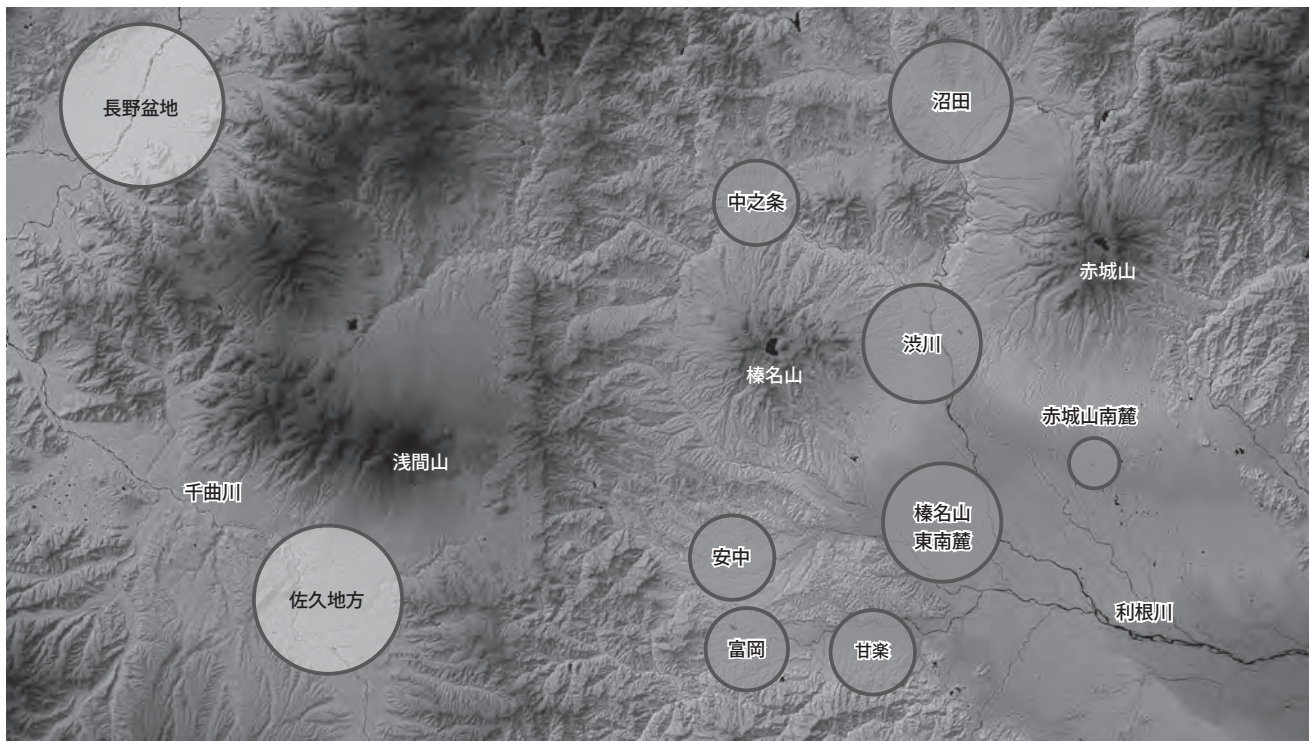 長野盆地
沼田
中之条
赤城山
渋川
榛名山
赤城山南麓
浅間山
千曲川
榛名山
東南麓
安中
佐久地方
利根川
富岡
甘楽